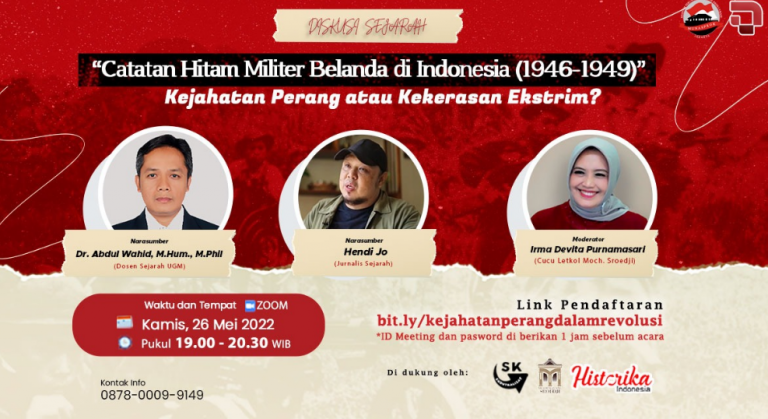 DISKUSI SEJARAH
“Catatan Hitam Militer Belanda di Indonesia (1946-1949)”
Kejahatan Perang atau Kekerasan Ekstrim?
Narasumber
Dr. Abdul Wahid, M.Hum., M.Phil
(Dosen Sejarah UGM)
Narasumber
Hendi Jo
(Jurnalis Sejarah)
Moderator
Irma Devita Purnamasari
(Cucu Letkol Moch. Sroedji)
Waktu dan Tempat ZOOM
Kamis, 26 Mei 2022
Pukul 19.00 - 20.30 WIB
Link Pendaftaran
bit.ly/kejahatanperangdalamrevolusi
*ID Meeting dan pasword di berikan 1 jam sebelum acara
Di dukung oleh:
SK
Historika
Indonesia
Kontak Info
0878-0009-9149